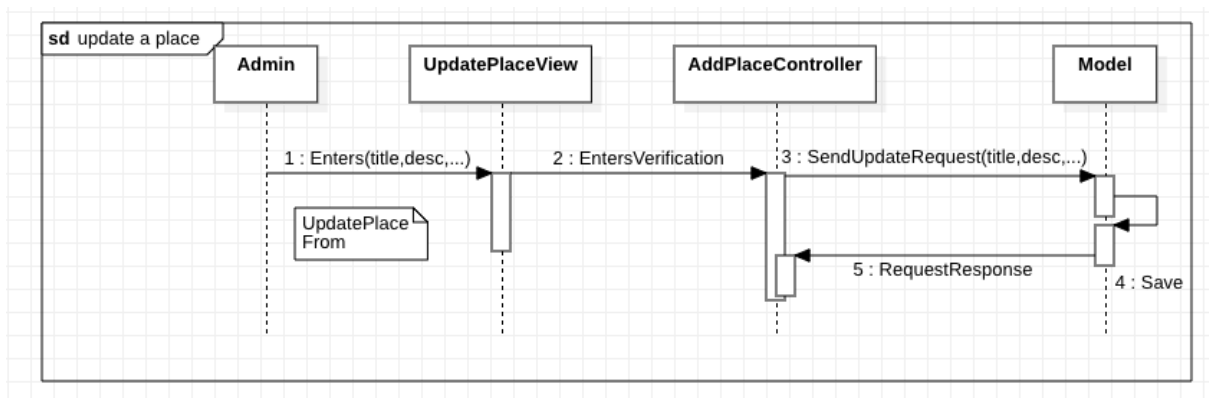 sd update a place
Admin
UpdatePlaceView
AddPlaceController
Model
1 : Enters(title,desc,...)
2 : EntersVerification
3 : SendUpdateRequest(title,desc,...)
UpdatePlace
From
5 : RequestResponse
4 : Save